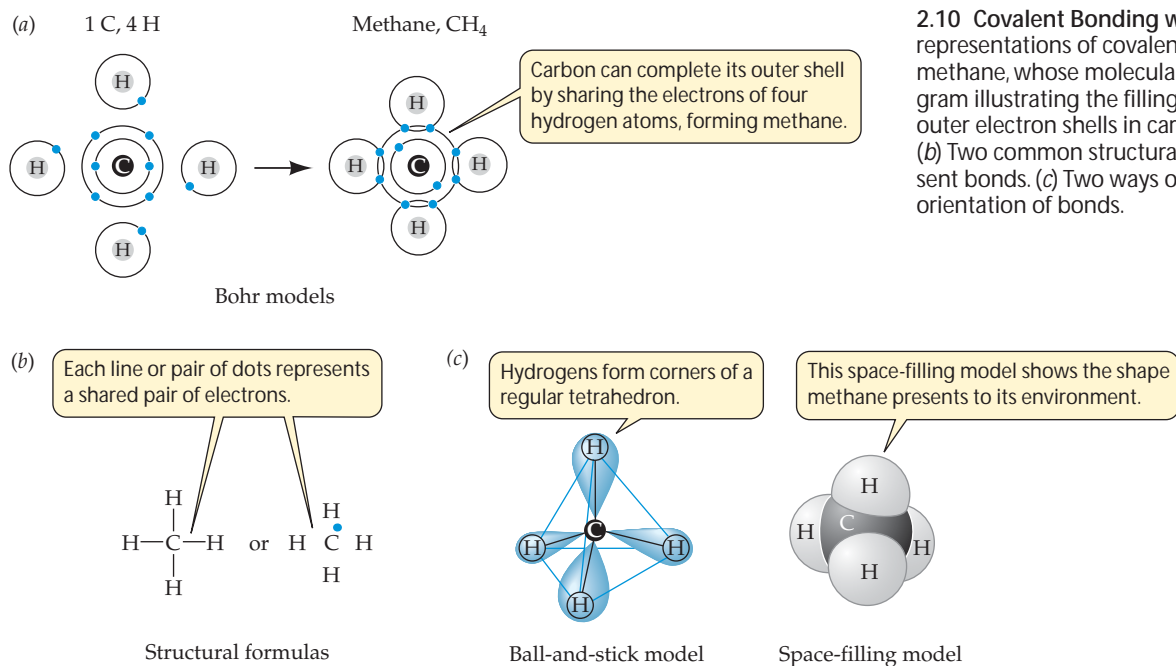 (a)
1 C, 4 H
Methane, CH₄
H
H
C
H
H
Carbon can complete its outer shell
by sharing the electrons of four
hydrogen atoms, forming methane.
H
H
C
H
H
Bohr models
2.10 Covalent Bonding
representations of
methane, whose
gram illustrating the filling
outer electron shells in
(b) Two common
sent bonds. (c) Two ways
orientation of bonds.
(b)
Each line or pair of dots represents
a shared pair of electrons.
H
H—C—H
H
or
H
H C H
H
Structural formulas
(c)
Hydrogens form corners of a
regular tetrahedron.
H
C
H
H
H
Ball-and-stick model
This space-filling model shows the shape
methane presents to its environment.
H
C
H
H
H
Space-filling model